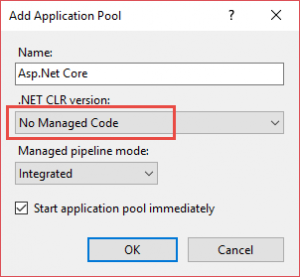 Add Application Pool
?
Name:
Asp.Net Core
.NET CLR version:
No Managed Code
Managed pipeline mode:
Integrated
Start application pool immediately
OK
Cancel